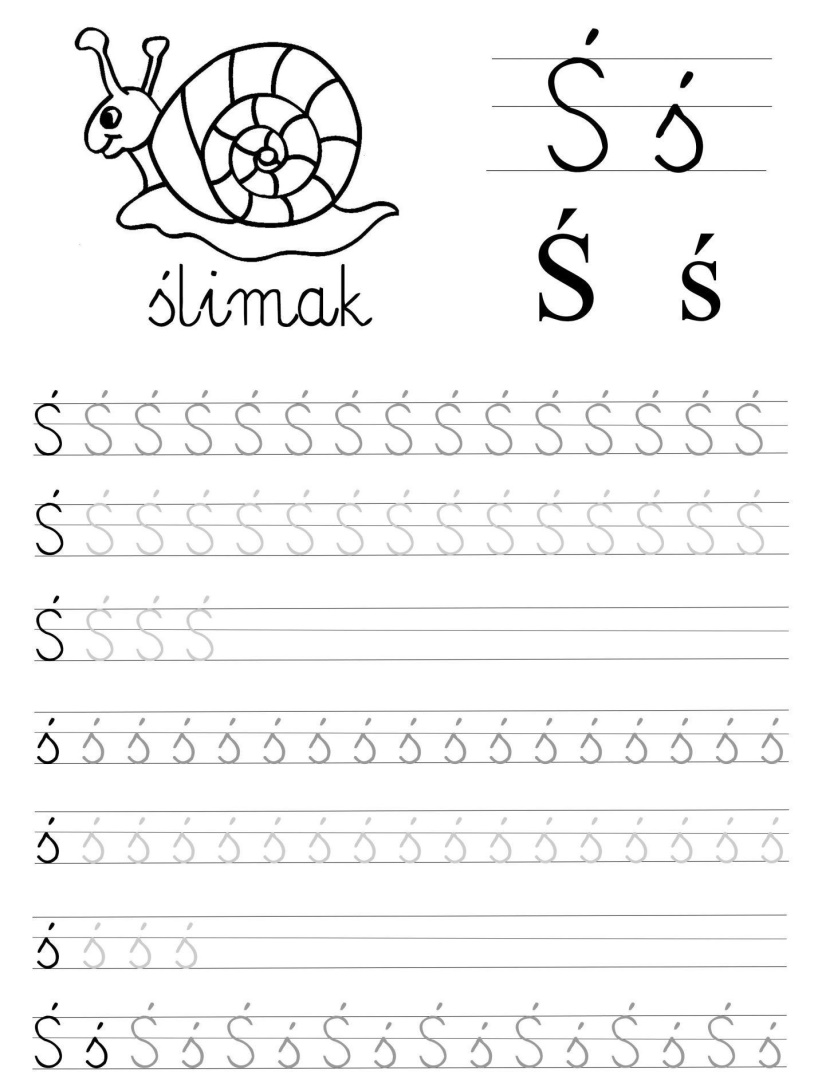 Ś ś
Ś ś
ślimak
Ś Ś Ś Ś Ś Ś Ś Ś Ś Ś Ś Ś Ś Ś Ś
Ś Ś Ś Ś Ś Ś Ś Ś Ś Ś Ś Ś Ś Ś Ś
Ś Ś Ś Ś
ś ś ś ś ś ś ś ś ś ś ś ś ś ś ś ś ś
ś ś ś ś ś ś ś ś ś ś ś ś ś ś ś ś ś
ś ś ś ś
Ś ś Ś ś Ś ś Ś ś Ś ś Ś ś Ś ś Ś ś